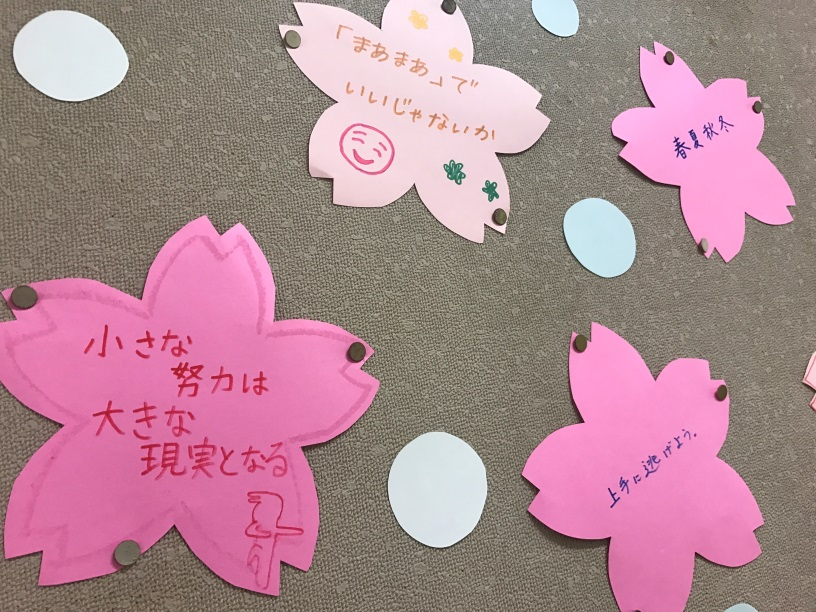 「まあまあ」で
いいじゃないか
春夏秋冬
小さな
努力は
大きな
現実となる
上手に逃げよう。